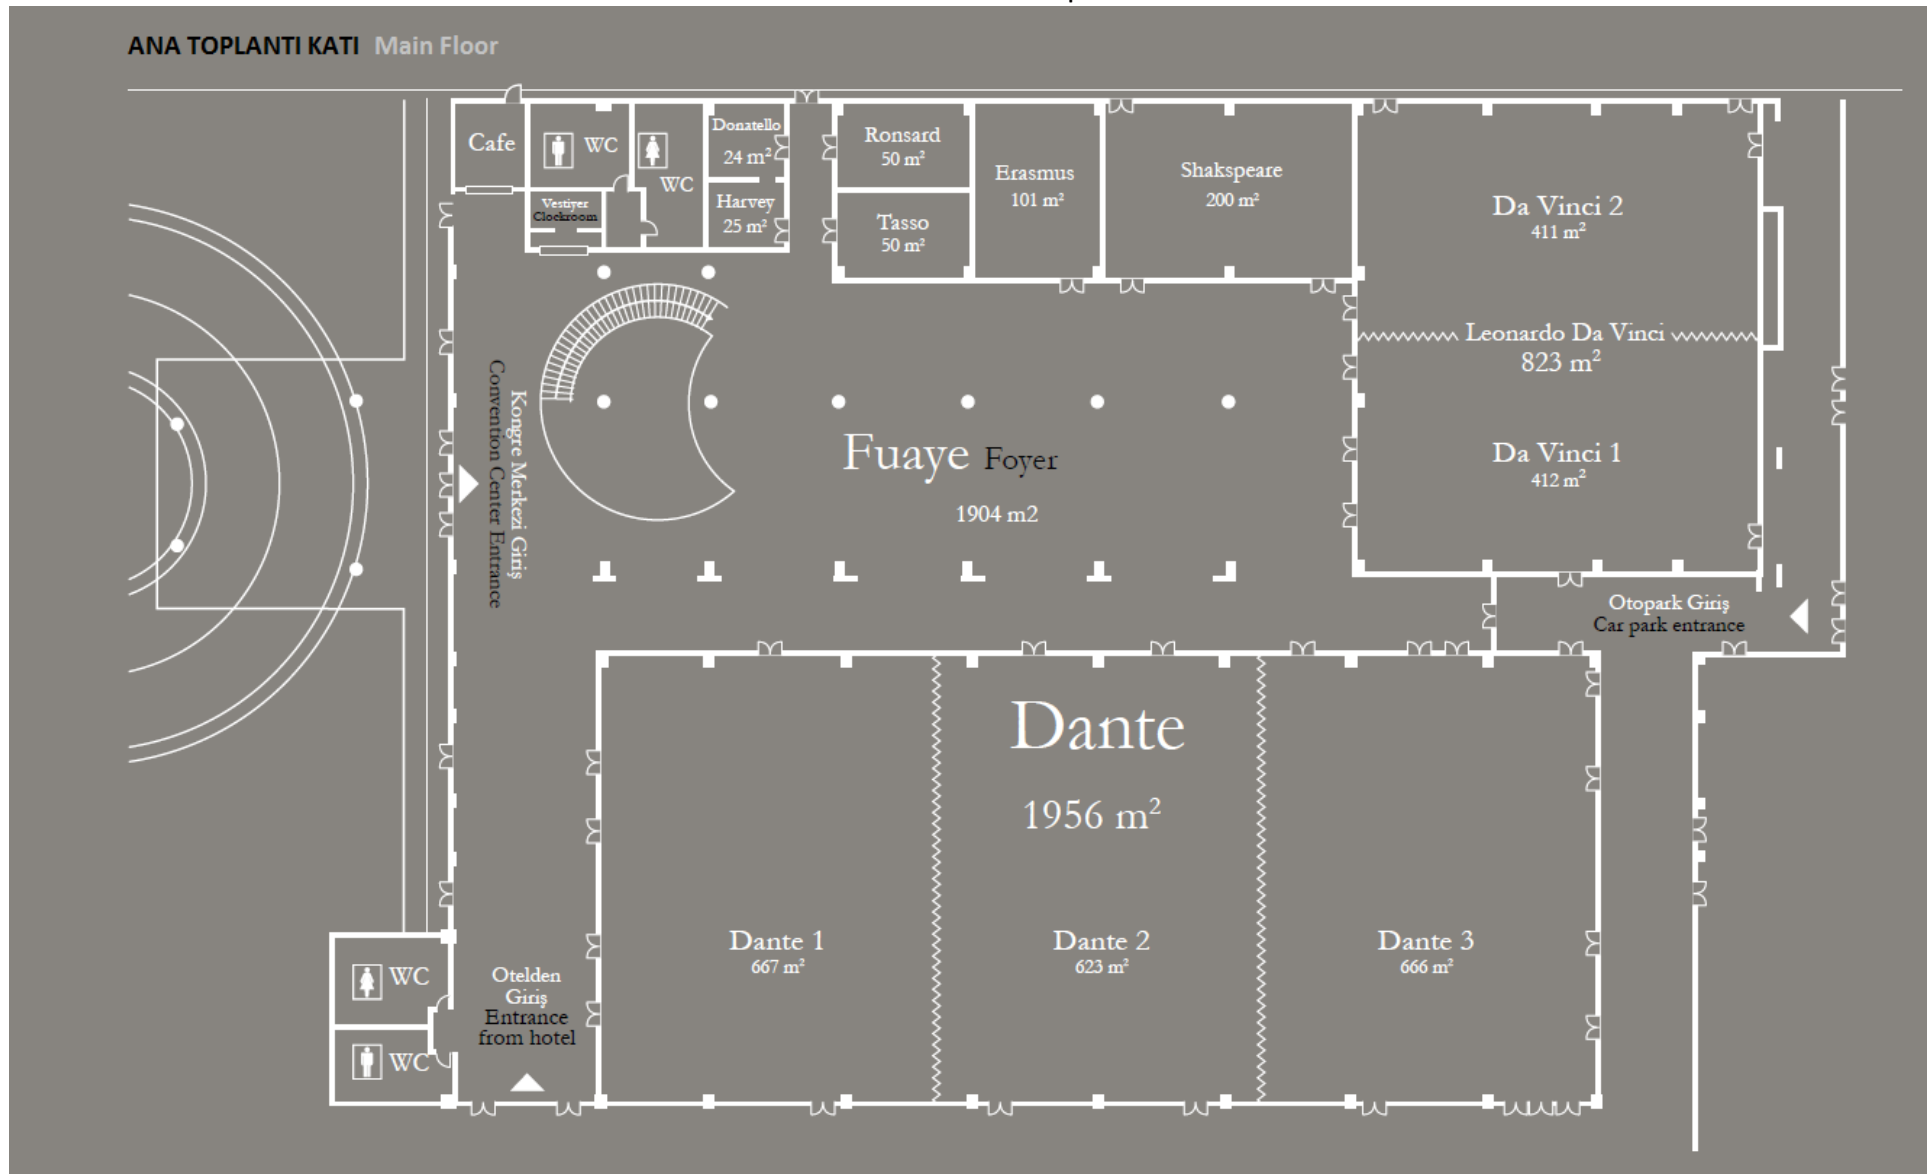 ANA TOPLANTI KATI Main Floor
Cafe
WC
WC
Vestiyer
Clockroom
Donatello
24 m²
Harvey
25 m²
Ronsard
50 m²
Tasso
50 m²
Erasmus
101 m²
Shakspeare
200 m²
Da Vinci 2
411 m²
Leonardo Da Vinci
823 m²
Da Vinci 1
412 m²
Kongre Merkezi Giriş
Convention Center Entrance
Fuaye Foyer
1904 m2
Otopark Giriş
Car park entrance
Dante
1956 m²
Dante 1
667 m²
Dante 2
623 m²
Dante 3
666 m²
WC
WC
Otelden
Giriş
Entrance
from hotel